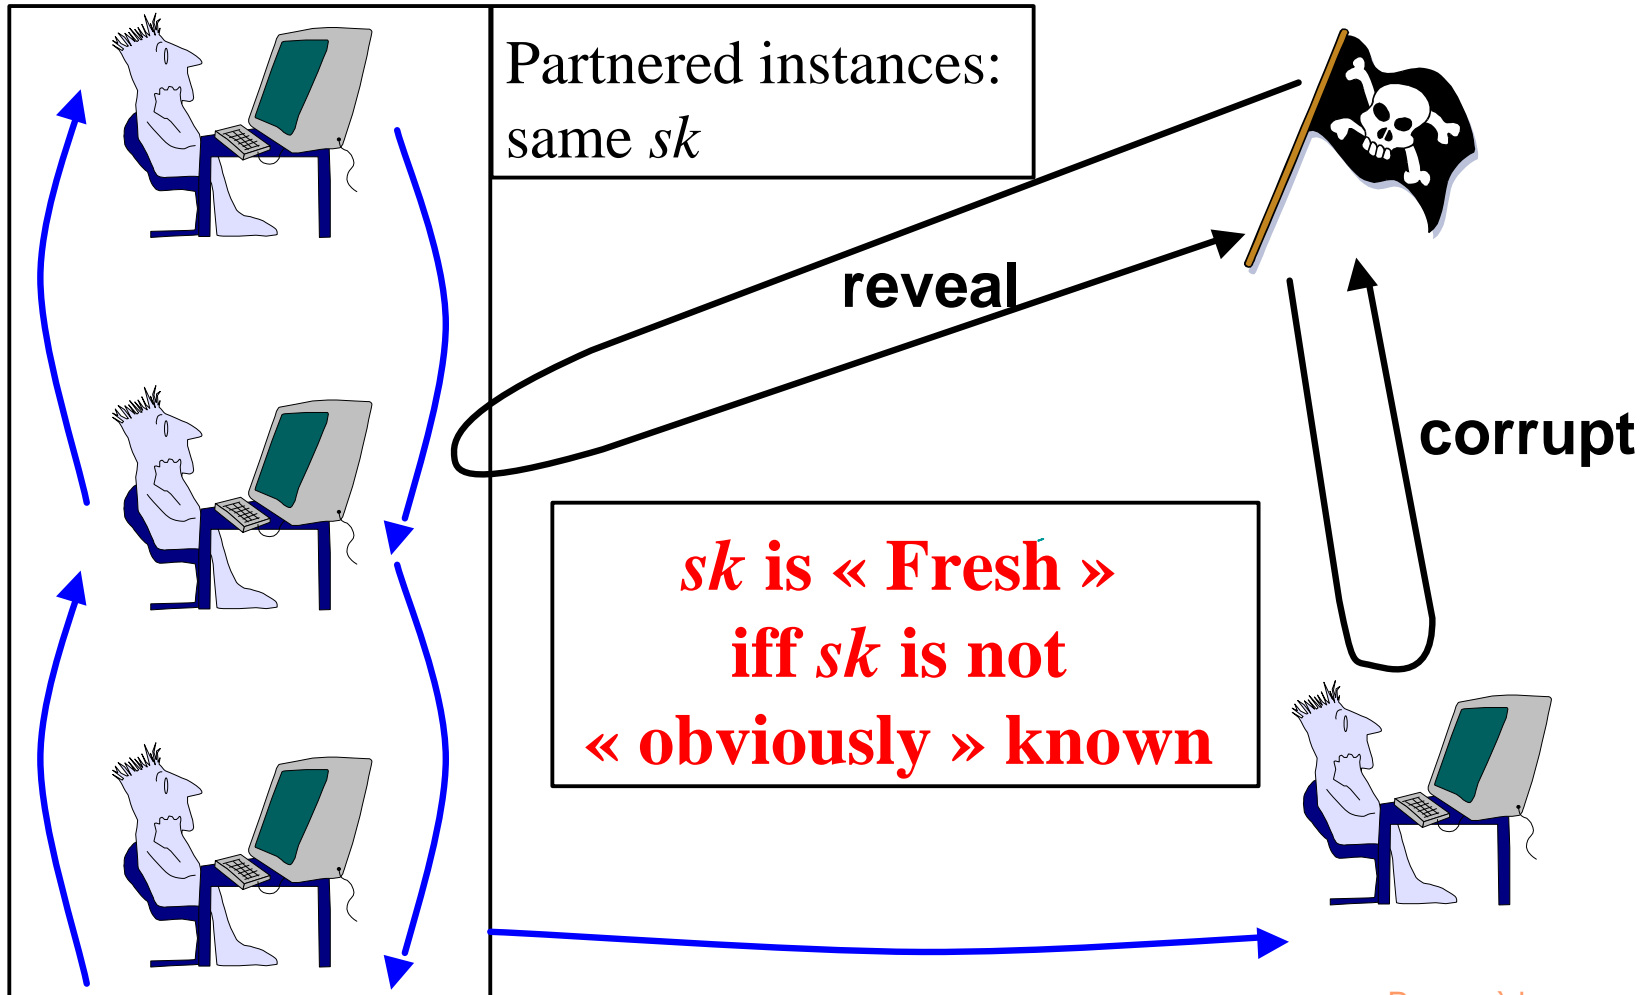 Partnered instances:
same sk
reveal
corrupt
sk is « Fresh »
iff sk is not
« obviously » known